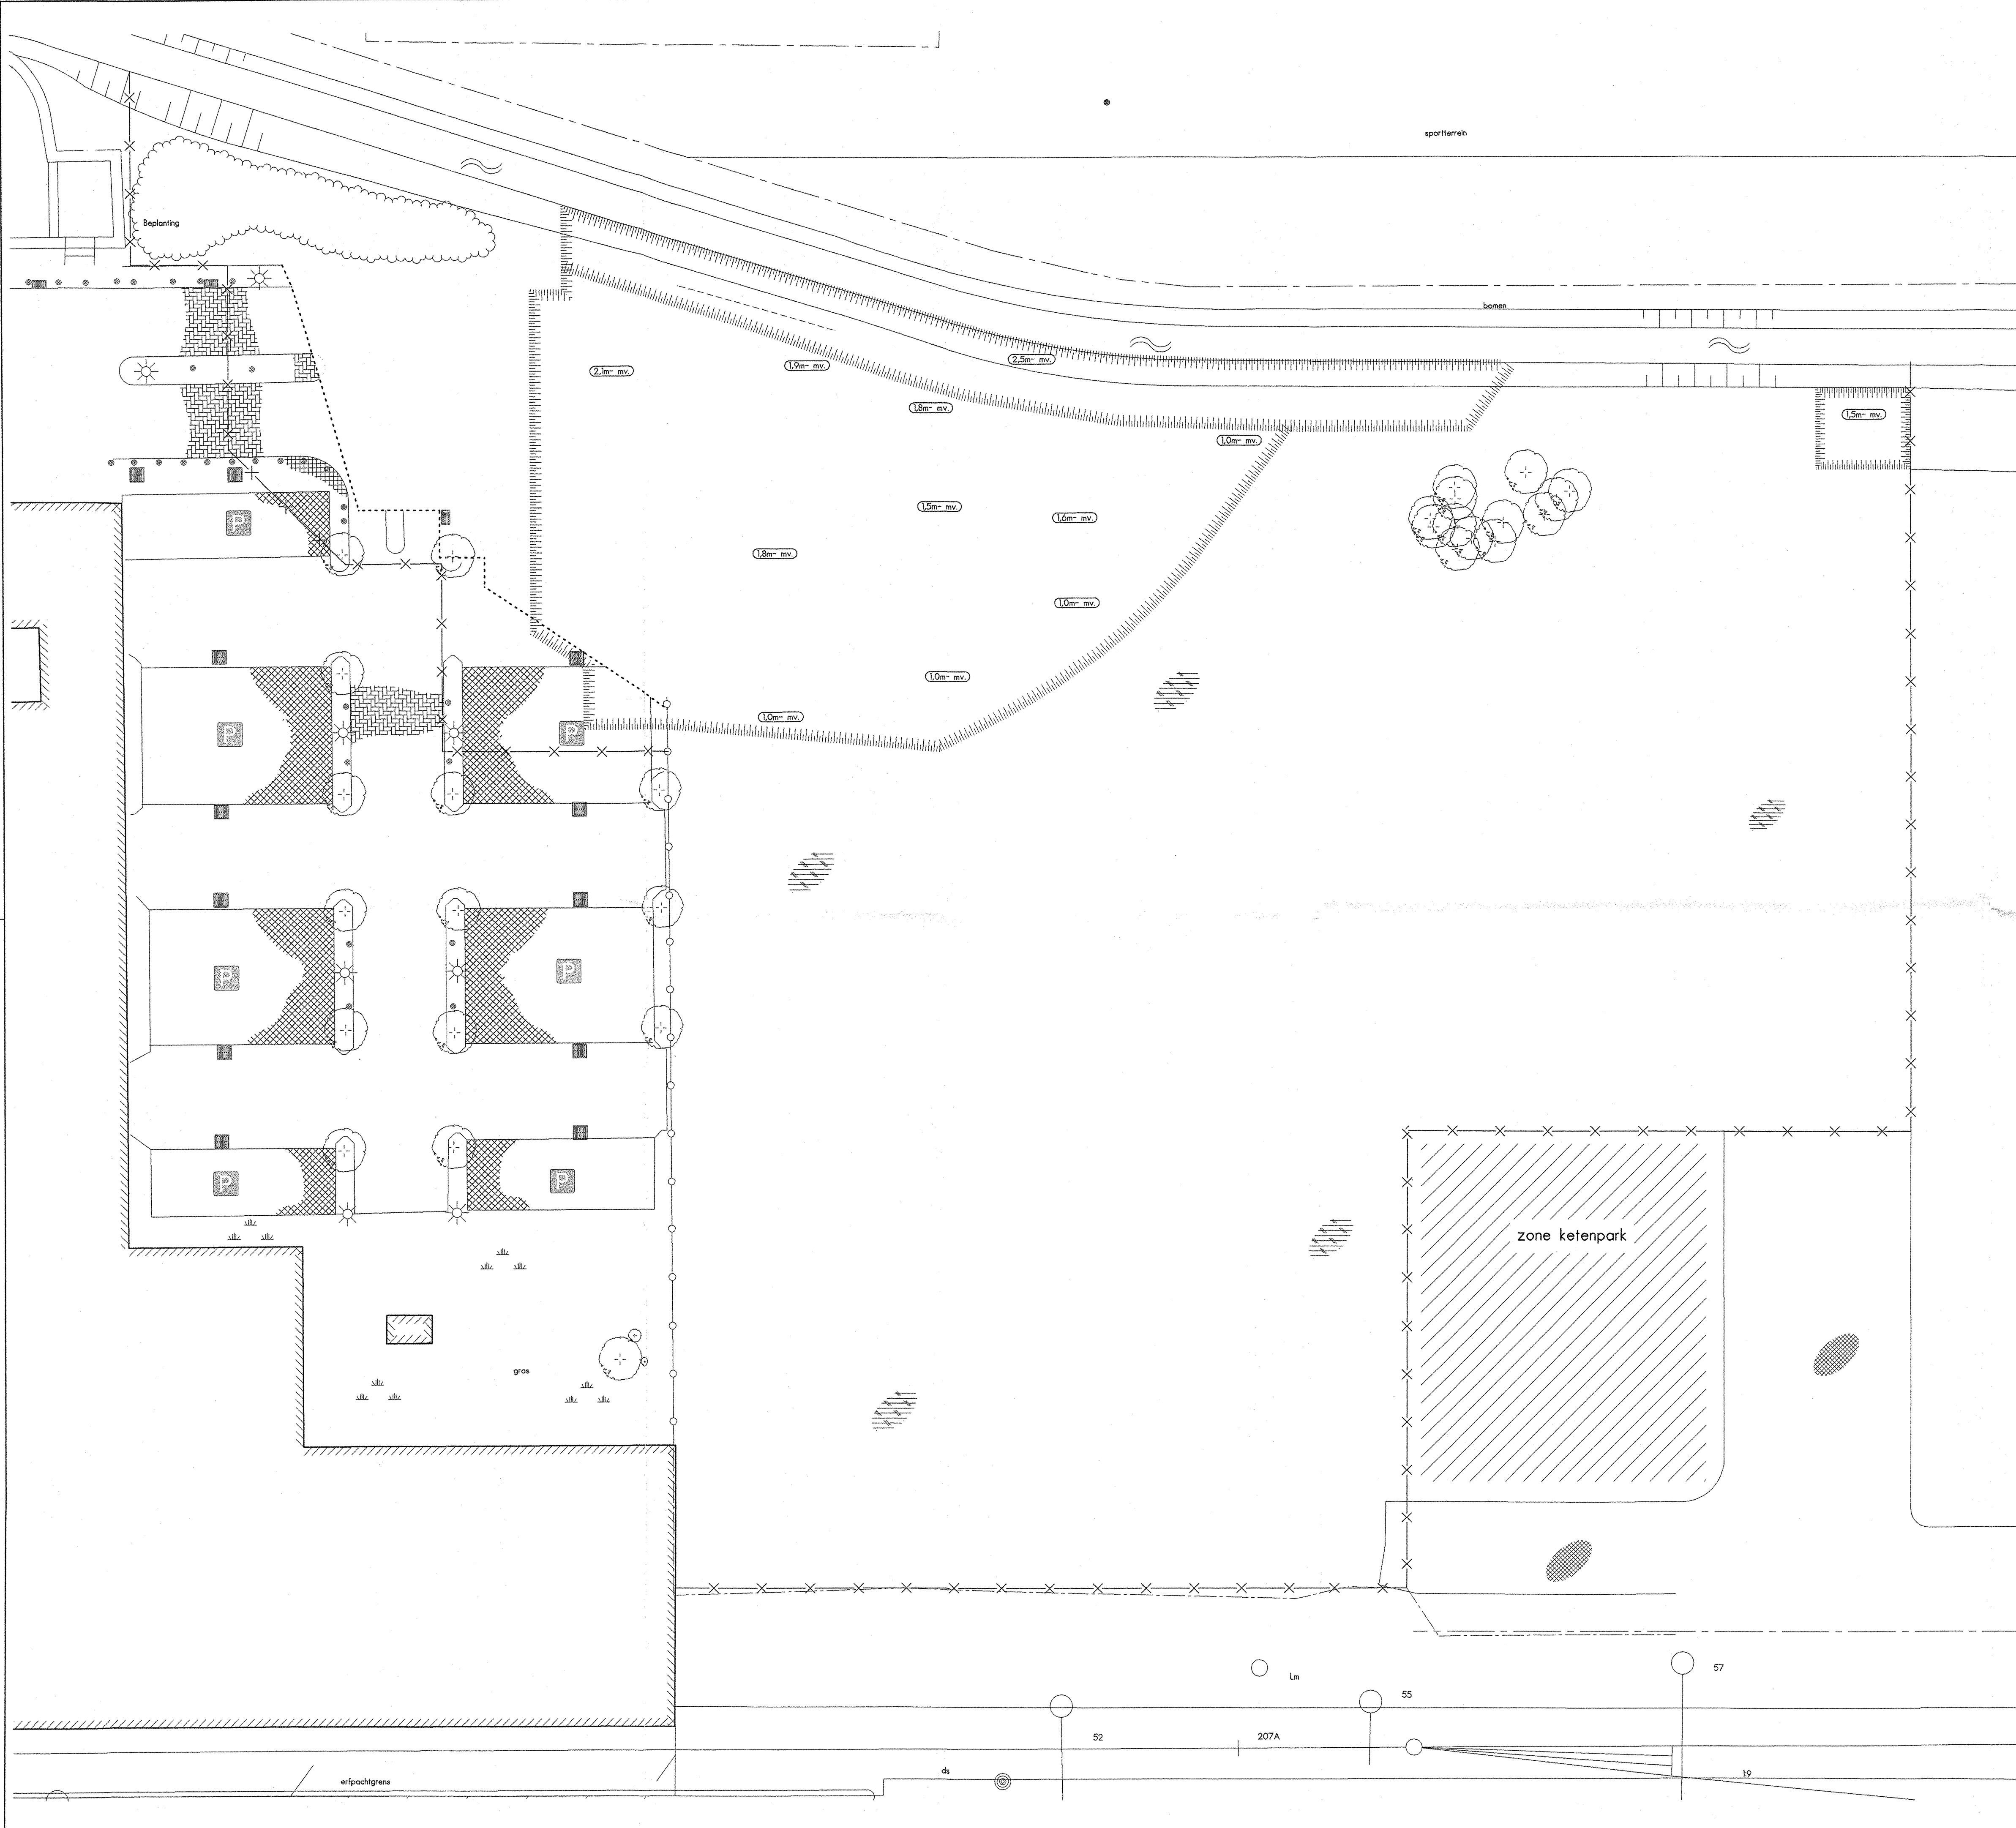 sportterrein
Beplanting
bomen
2,5m- mv.
1,9m- mv.
2,1m- mv.
1,8m- mv.
1,5m- mv.
1,0m- mv.
1,5m- mv.
1,6m- mv.
P
1,8m- mv.
1,0m- mv.
1,0m- mv.
1,0m- mv.
P
P
P
P
P
P
zone ketenpark
gras
57
Lm
55
52
207A
ds
1:9
erfpachtgrens